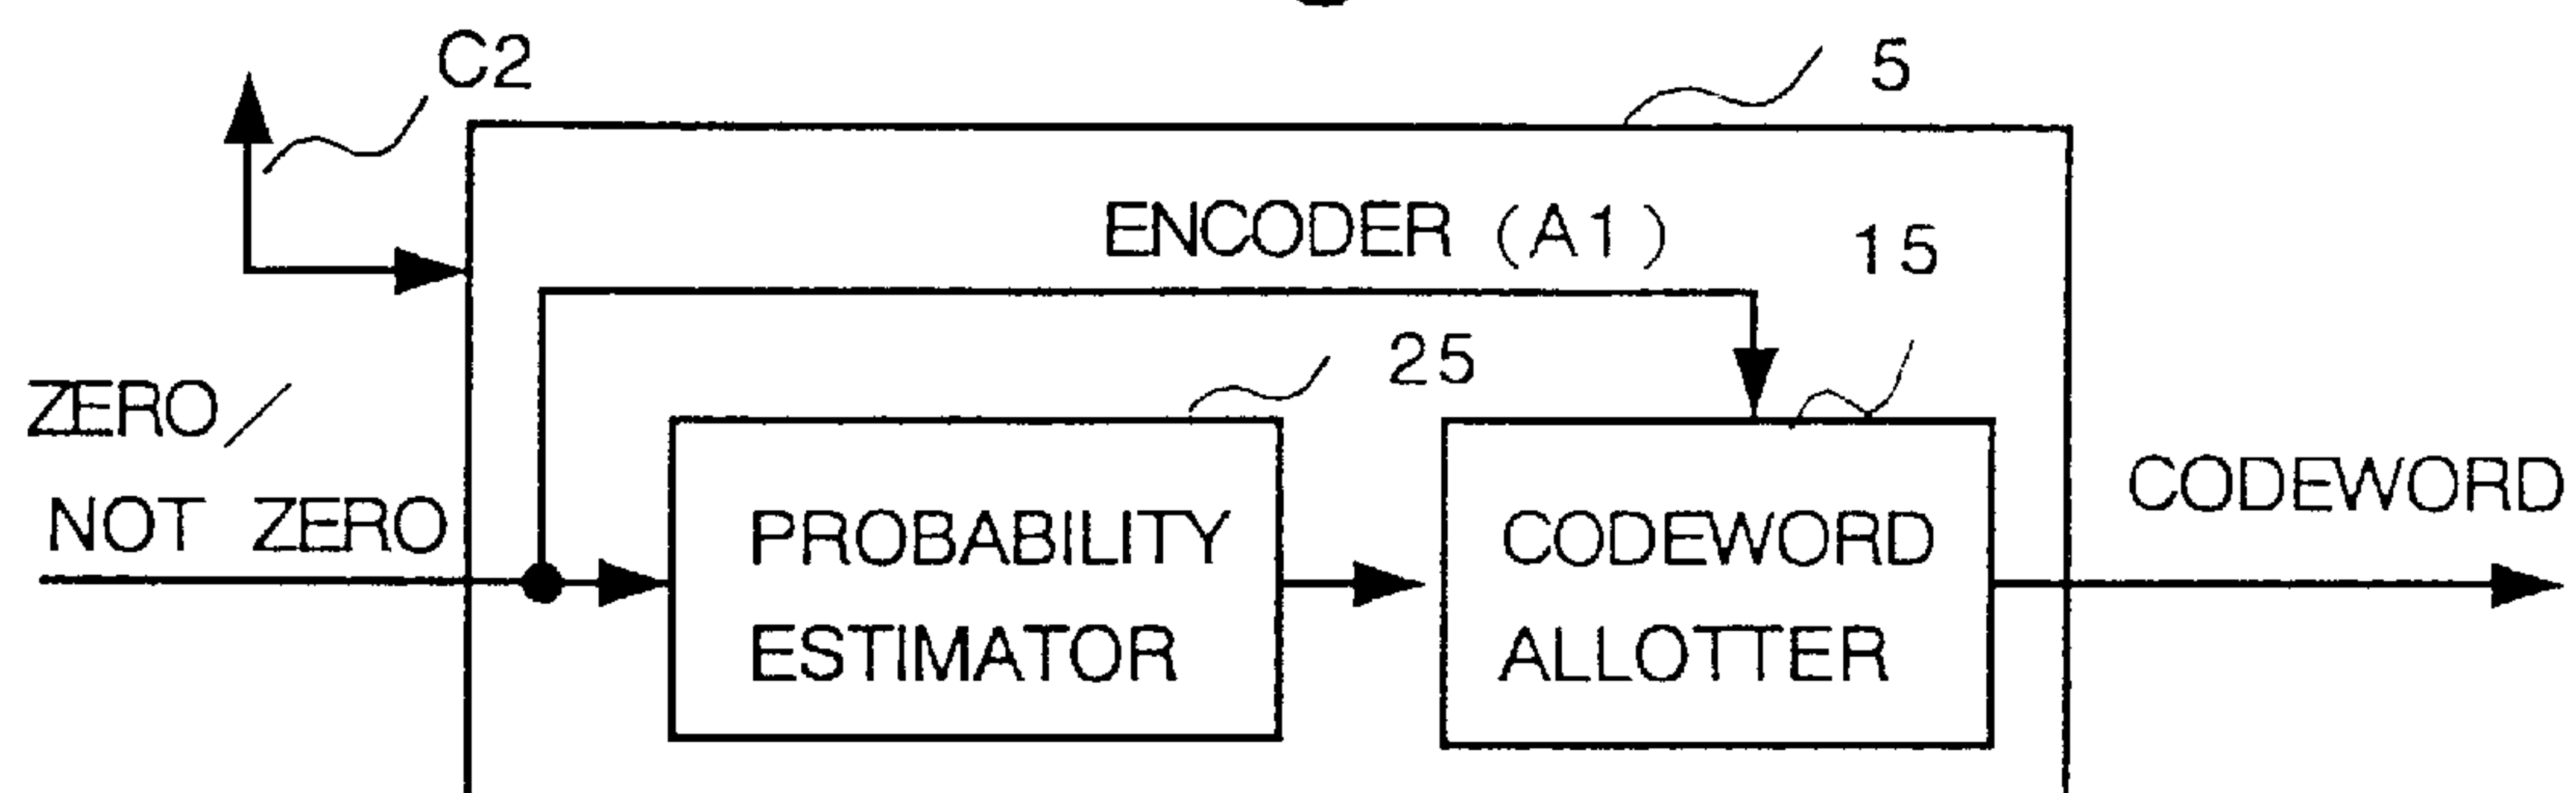 C2
5
ENCODER (A1)
15
25
ZERO/
NOT ZERO
PROBABILITY
ESTIMATOR
CODEWORD
ALLOTTER
CODEWORD